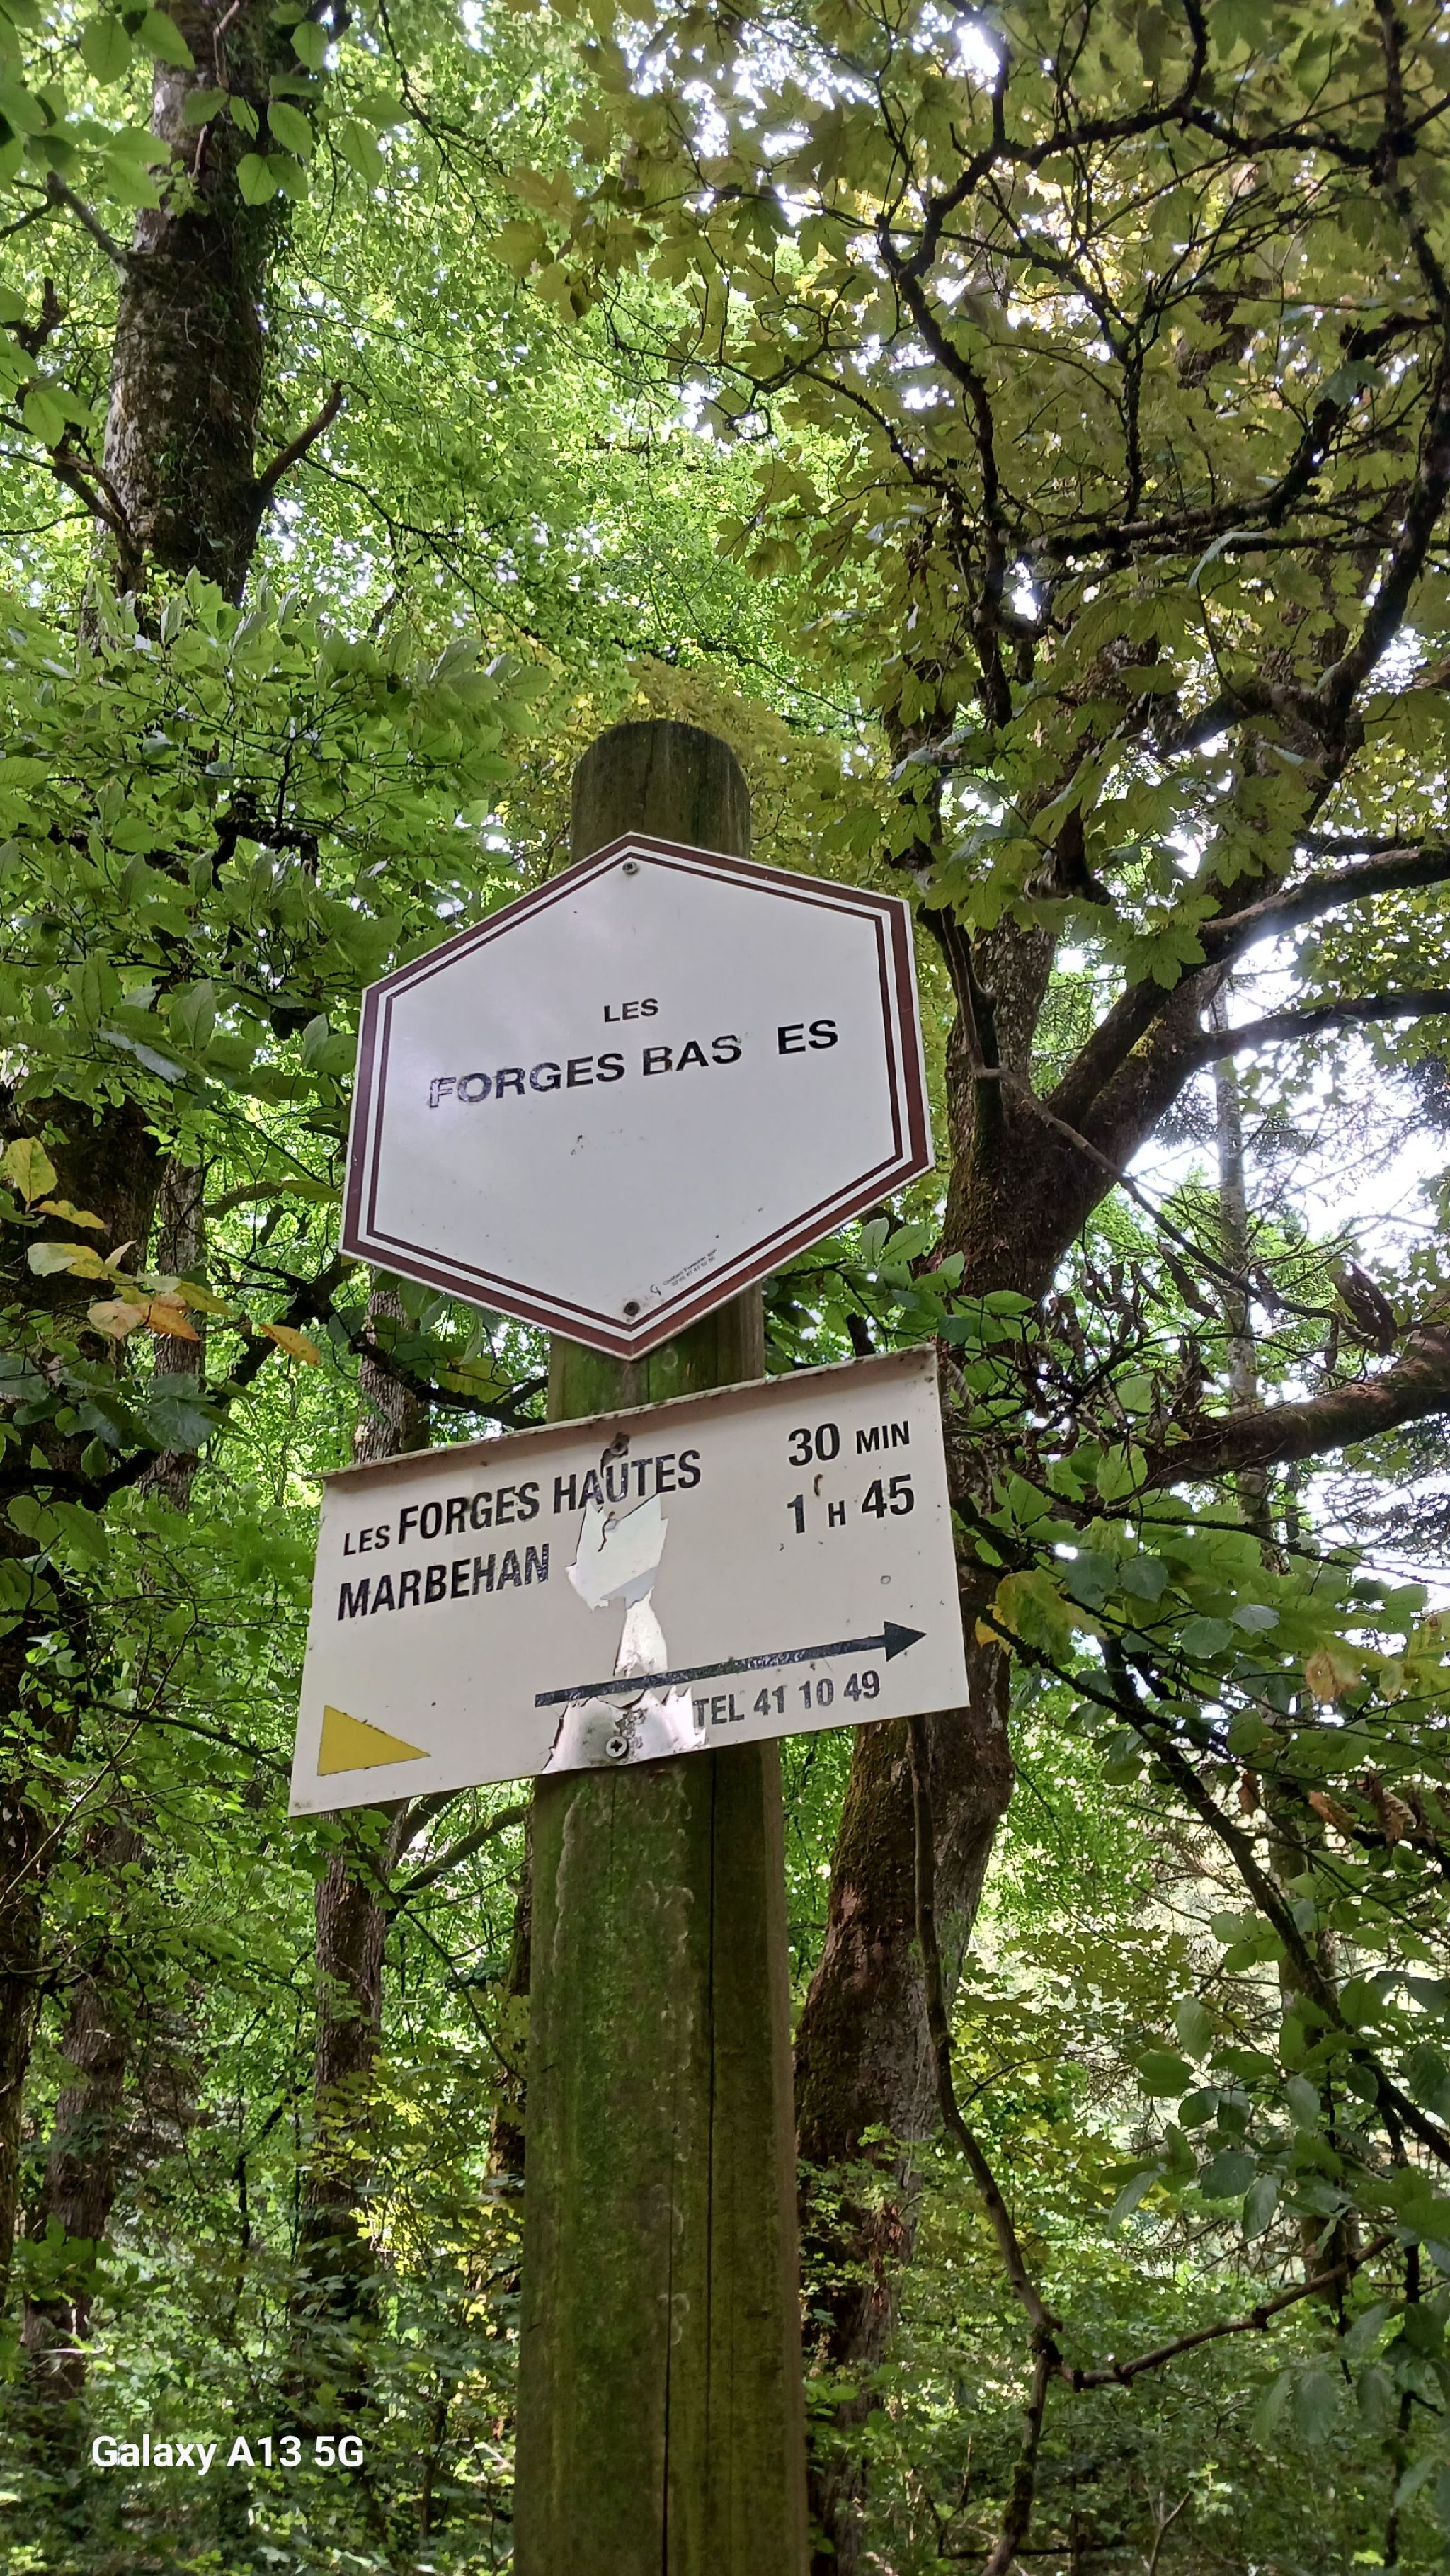 LES
FORGES BAS ES
LES FORGES HAUTES 30 MIN
MARBEHAN 1 H 45
TEL 41 10 49
Galaxy A13 5G